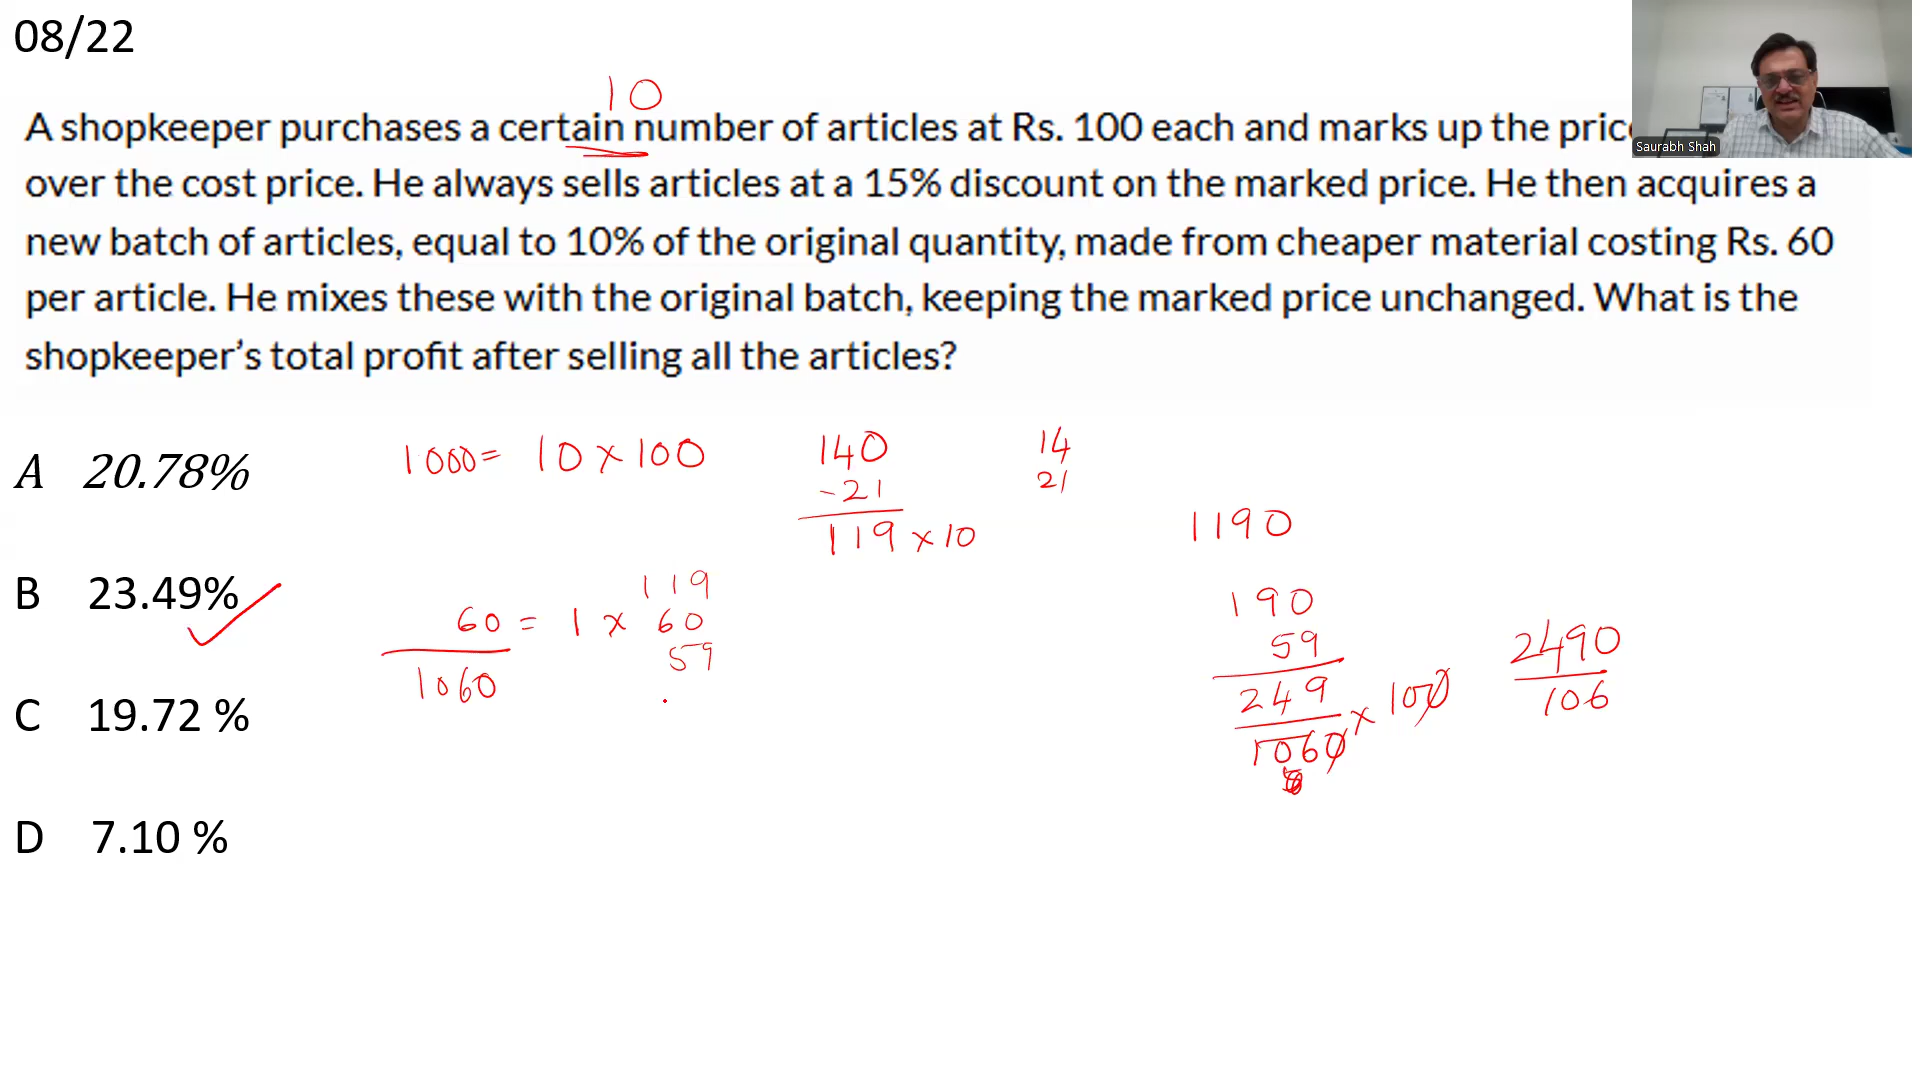 08/22
10
A shopkeeper purchases a certain number of articles at Rs. 100 each and marks up the
over the cost price. He always sells articles at a 15% discount on the marked price. He then acquires a
new batch of articles, equal to 10% of the original quantity, made from cheaper material costing Rs. 60
per article. He mixes these with the original batch, keeping the marked price unchanged. What is the
shopkeeper's total profit after selling all the articles?
Saurabh Shah
A 20.78%
B 23.49%
C 19.72 %
D 7.10 %
1000 = 10 × 100
60 = 1 × 60
1060
119
59
140
-21
119 × 10
14
21
1190
190
59
249
1060 × 100
2490
106